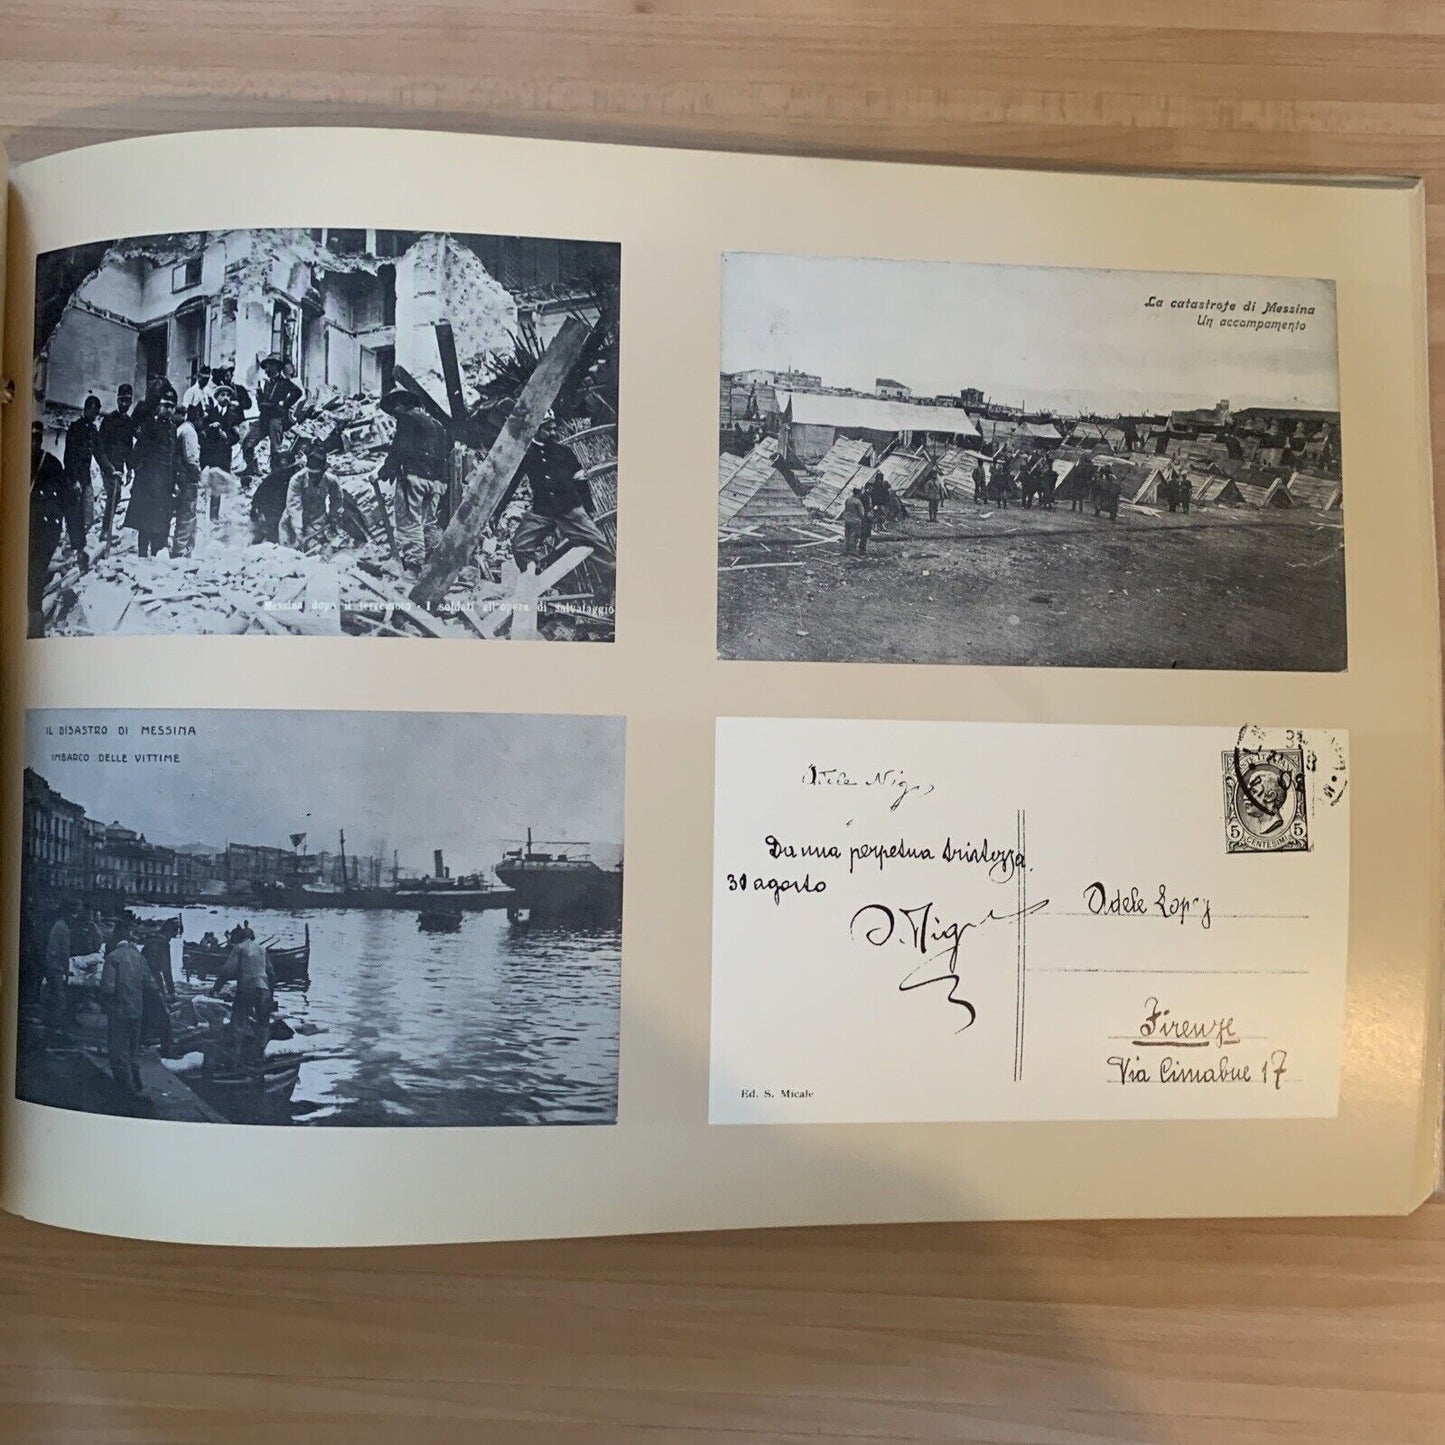 Messina dopo il terremoto - I soldati all'opera di salvataggio
La catastrofe di Messina
Un accampamento
IL DISASTRO DI MESSINA
IMBARCO DELLE VITTIME
Da una perpetua tristezza.
30 agosto
Adele Lopez
Firenze
Via Cimabue 17
Ed. S. Micale
5 5
CENTESIMI